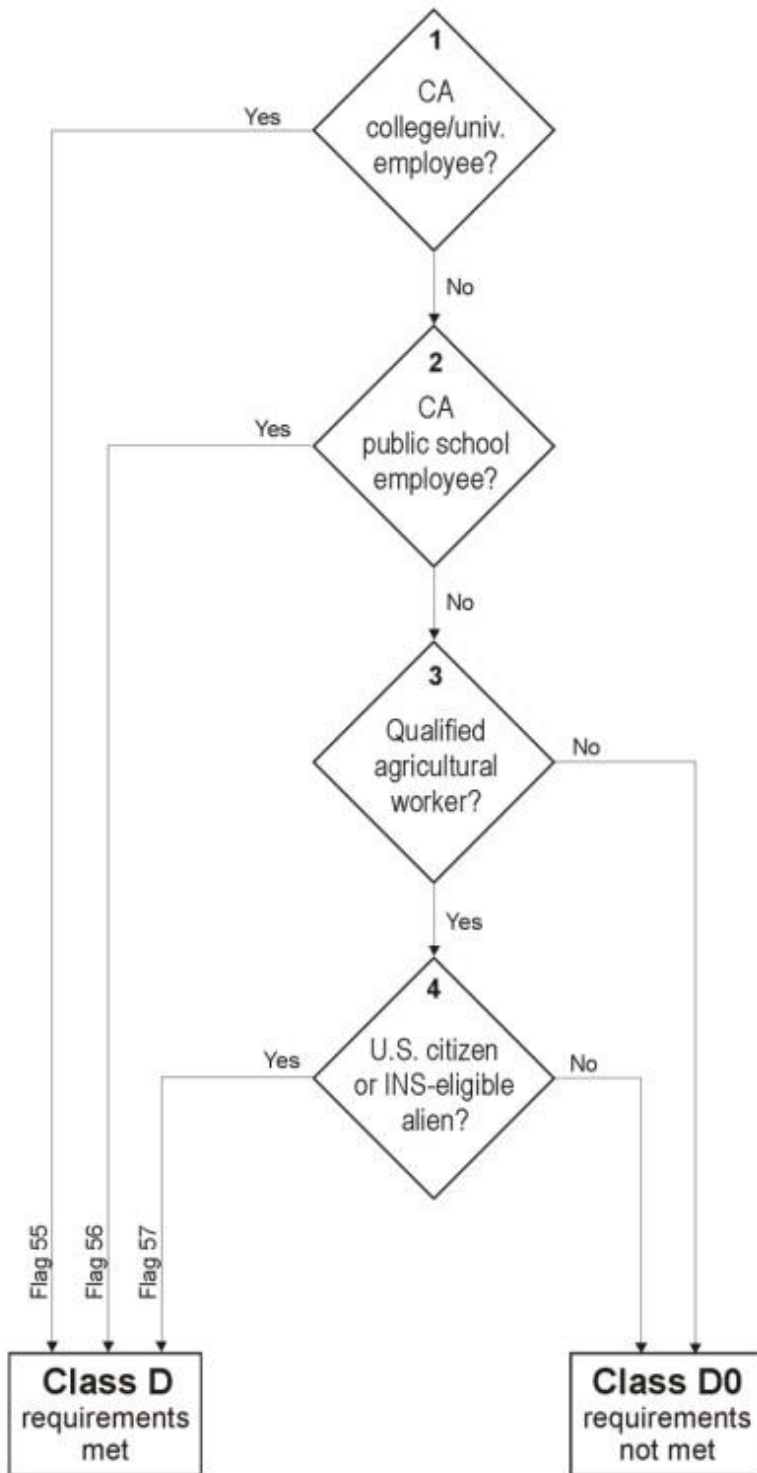 1
CA
college/univ.
employee?
Yes
No
2
CA
public school
employee?
Yes
No
3
Qualified
agricultural
worker?
No
Yes
4
U.S. citizen
or INS-eligible
alien?
Yes
No
Flag 55
Flag 56
Flag 57
Class D
requirements
met
Class D0
requirements
not met